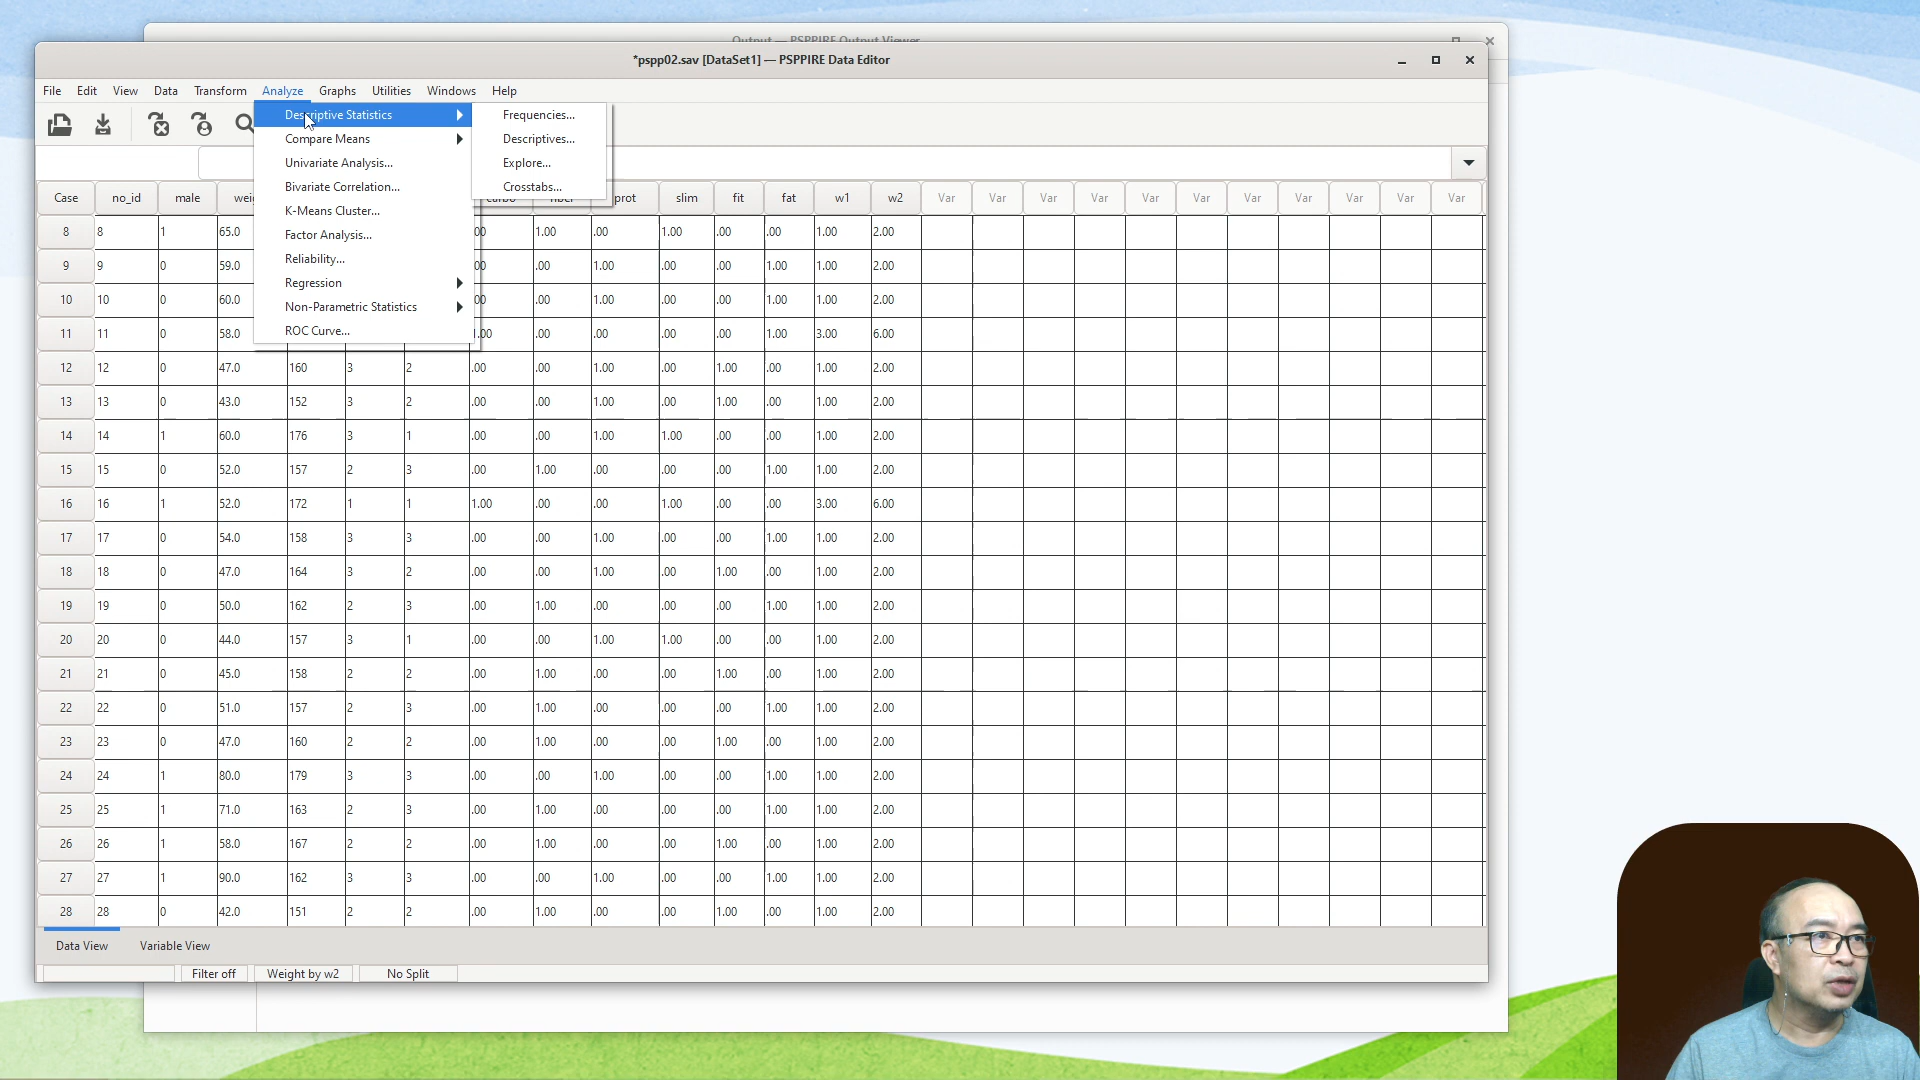 Output — PSPPIRE Output Viewer
*pspp02.sav [DataSet1] — PSPPIRE Data Editor
File Edit View Data Transform Analyze Graphs Utilities Windows Help
Descriptive Statistics
Compare Means
Univariate Analysis...
Bivariate Correlation...
K-Means Cluster...
Factor Analysis...
Reliability...
Regression
Non-Parametric Statistics
ROC Curve...
Frequencies...
Descriptives...
Explore...
Crosstabs...
Case no_id male prot slim fit fat w1 w2 Var Var Var Var Var Var Var Var Var Var Var
8 8 1 65.0 00 1.00 .00 1.00 .00 .00 1.00 2.00
9 9 0 59.0 00 .00 1.00 .00 .00 1.00 1.00 2.00
10 10 0 60.0 00 .00 1.00 .00 .00 1.00 1.00 2.00
11 11 0 58.0 1.00 .00 .00 .00 .00 1.00 3.00 6.00
12 12 0 47.0 160 3 2 .00 .00 1.00 .00 1.00 .00 1.00 2.00
13 13 0 43.0 152 3 2 .00 .00 1.00 .00 1.00 .00 1.00 2.00
14 14 1 60.0 176 3 1 .00 .00 1.00 1.00 .00 .00 1.00 2.00
15 15 0 52.0 157 2 3 .00 1.00 .00 .00 .00 1.00 1.00 2.00
16 16 1 52.0 172 1 1 1.00 .00 .00 1.00 .00 .00 3.00 6.00
17 17 0 54.0 158 3 3 .00 .00 1.00 .00 .00 1.00 1.00 2.00
18 18 0 47.0 164 3 2 .00 .00 1.00 .00 1.00 .00 1.00 2.00
19 19 0 50.0 162 2 3 .00 1.00 .00 .00 .00 1.00 1.00 2.00
20 20 0 44.0 157 3 1 .00 .00 1.00 1.00 .00 .00 1.00 2.00
21 21 0 45.0 158 2 2 .00 1.00 .00 .00 1.00 .00 1.00 2.00
22 22 0 51.0 157 2 3 .00 1.00 .00 .00 .00 1.00 1.00 2.00
23 23 0 47.0 160 2 2 .00 1.00 .00 .00 1.00 .00 1.00 2.00
24 24 1 80.0 179 3 3 .00 .00 1.00 .00 .00 1.00 1.00 2.00
25 25 1 71.0 163 2 3 .00 1.00 .00 .00 .00 1.00 1.00 2.00
26 26 1 58.0 167 2 2 .00 1.00 .00 .00 1.00 .00 1.00 2.00
27 27 1 90.0 162 3 3 .00 .00 1.00 .00 .00 1.00 1.00 2.00
28 28 0 42.0 151 2 2 .00 1.00 .00 .00 1.00 .00 1.00 2.00
Data View Variable View
Filter off Weight by w2 No Split